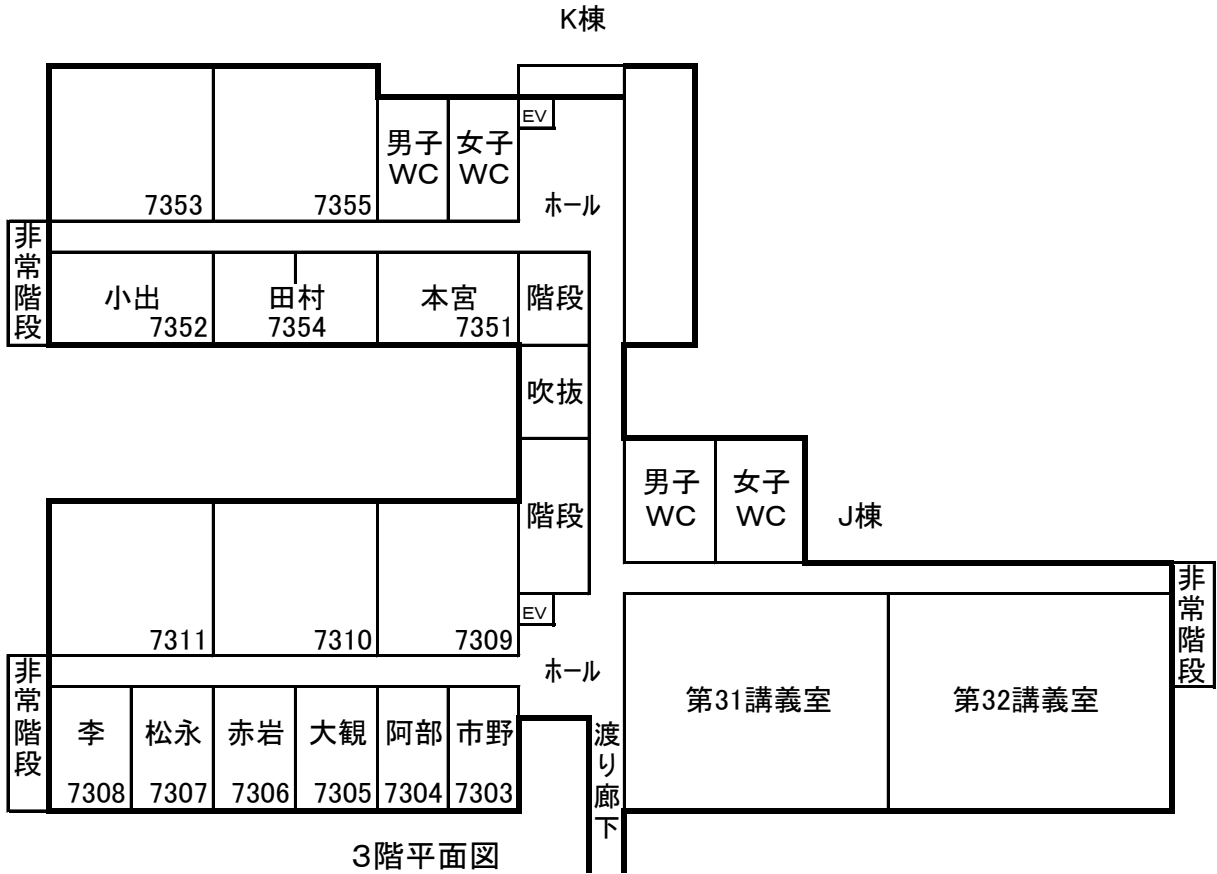 K棟
EV
男子
WC
女子
WC
7353
7355
ホール
非常階段
小出
7352
田村
7354
本宮
7351
階段
吹抜
階段
男子
WC
女子
WC
J棟
非常階段
EV
7311
7310
7309
ホール
非常階段
第31講義室
第32講義室
李
松永
赤岩
大観
阿部
市野
渡り廊下
7308
7307
7306
7305
7304
7303
3階平面図